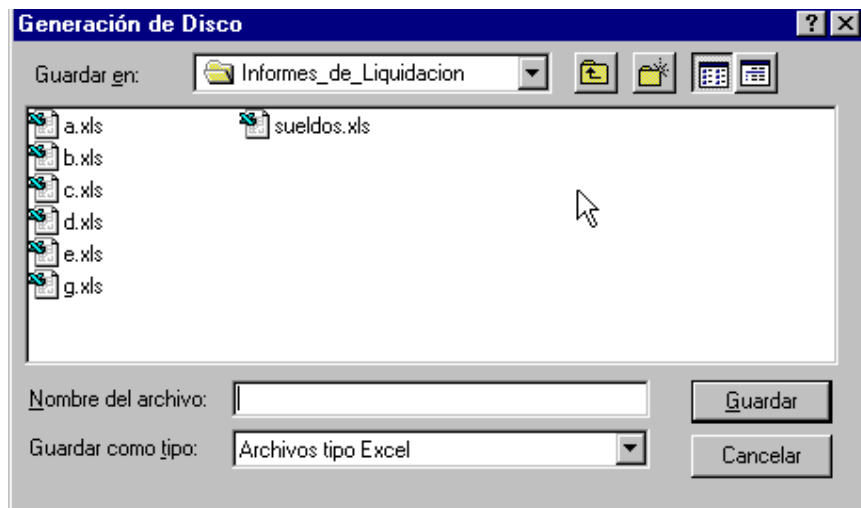 Generación de Disco
Guardar en: Informes_de_Liquidacion
a.xls sueldos.xls
b.xls
c.xls
d.xls
e.xls
g.xls
Nombre del archivo: Guardar
Guardar como tipo: Archivos tipo Excel Cancelar